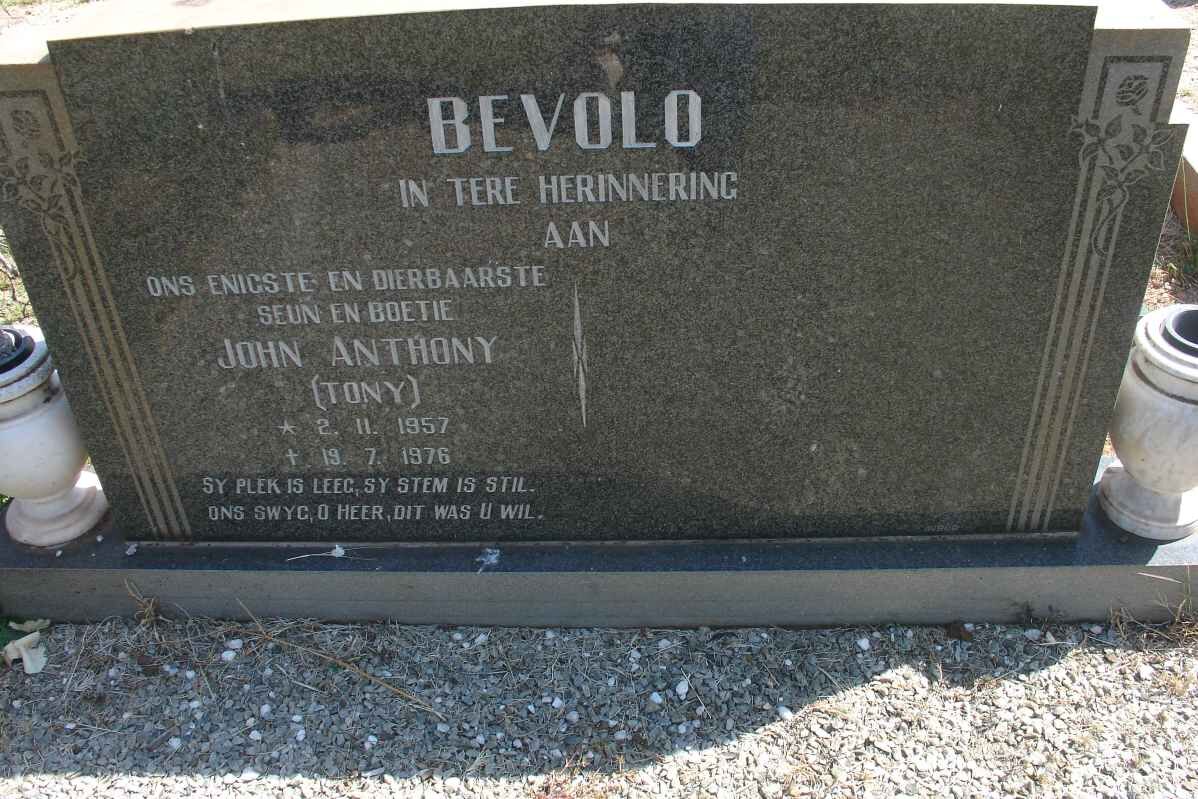 BEVOLO
IN TERE HERINNERING
AAN
ONS ENIGSTE EN DIERBAARSTE
SEUN EN BOETIE
JOHN ANTHONY
(TONY)
* 2. 11. 1957
† 19. 7. 1976
SY PLEK IS LEEG, SY STEM IS STIL.
ONS SWYG, O HEER, DIT WAS U WIL.